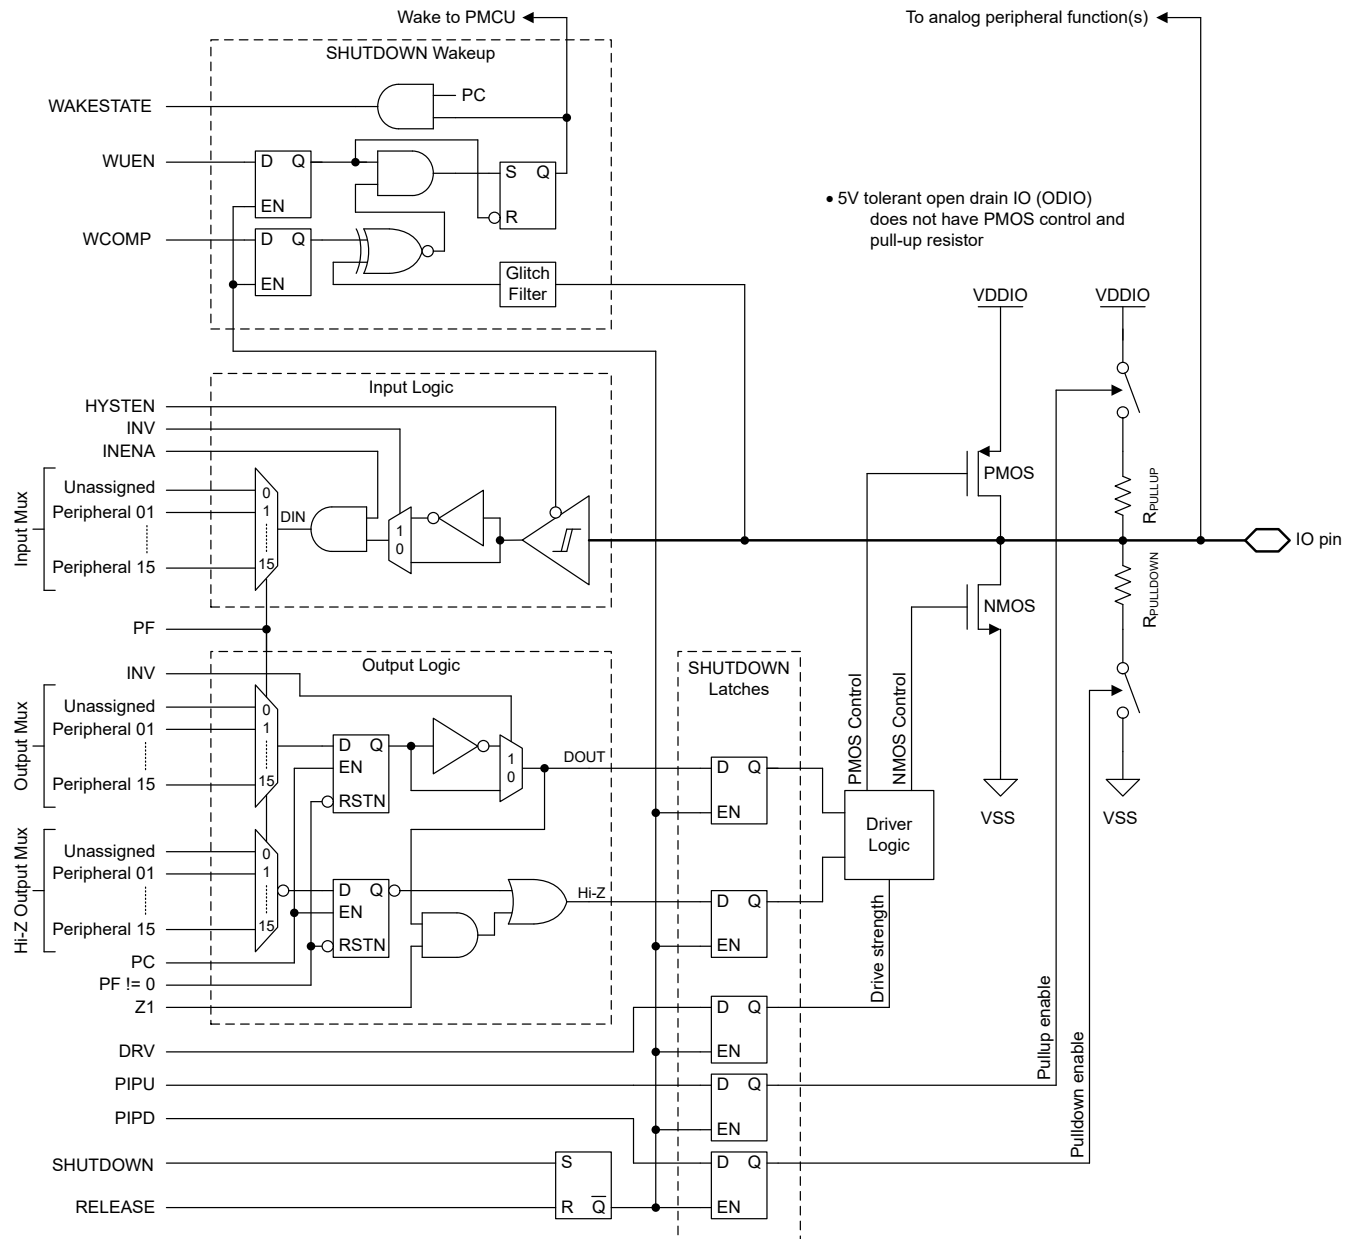 Wake to PMCU
To analog peripheral function(s)
SHUTDOWN Wakeup
WAKESTATE
PC
WUEN
D Q
EN
S Q
R
WCOMP
D Q
EN
Glitch
Filter
• 5V tolerant open drain IO (ODIO)
does not have PMOS control and
pull-up resistor
VDDIO
VDDIO
Input Logic
HYSTEN
INV
INENA
Input Mux
Unassigned
Peripheral 01
Peripheral 15
0
1
15
DIN
1
0
PMOS
RPULLUP
IO pin
RPULLDOWN
NMOS
PF
Output Logic
INV
Output Mux
Unassigned
Peripheral 01
Peripheral 15
0
1
15
D Q
EN
RSTN
1
0
DOUT
SHUTDOWN
Latches
D Q
EN
PMOS Control
NMOS Control
Driver
Logic
VSS
VSS
Hi-Z Output Mux
Unassigned
Peripheral 01
Peripheral 15
0
1
15
D Q
EN
RSTN
Hi-Z
D Q
EN
Drive strength
PC
PF != 0
Z1
D Q
EN
DRV
PIPU
D Q
EN
Pullup enable
PIPD
D Q
EN
Pulldown enable
SHUTDOWN
S
RELEASE
R Q̅